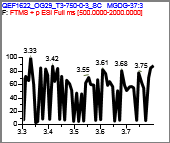 QEF1622_OG29_T3-750-0-3_SC MGDG-37:3
F: FTMS + p ESI Full ms [500.0000-2000.0000]
3.33 3.42 3.55 3.61 3.68 3.75
100
80
60
40
20
0
3.3 3.4 3.5 3.6 3.7